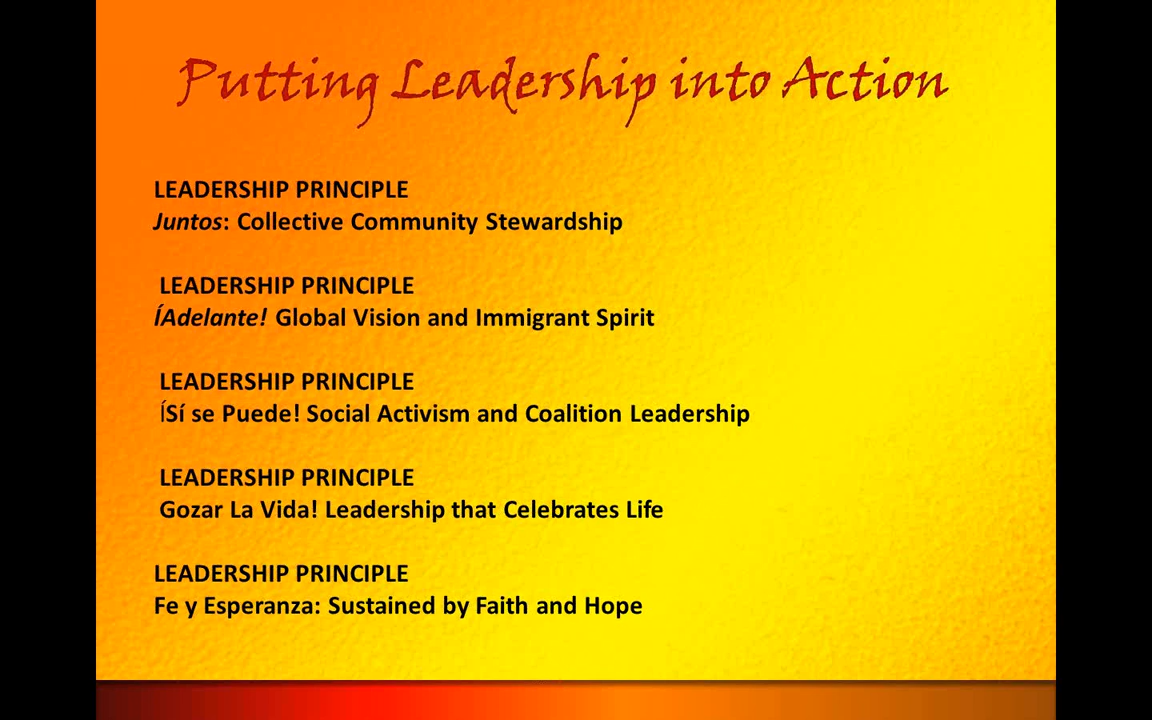 Putting Leadership into Action
LEADERSHIP PRINCIPLE
Juntos: Collective Community Stewardship
LEADERSHIP PRINCIPLE
ÍAdelante! Global Vision and Immigrant Spirit
LEADERSHIP PRINCIPLE
ÍSí se Puede! Social Activism and Coalition Leadership
LEADERSHIP PRINCIPLE
Gozar La Vida! Leadership that Celebrates Life
LEADERSHIP PRINCIPLE
Fe y Esperanza: Sustained by Faith and Hope